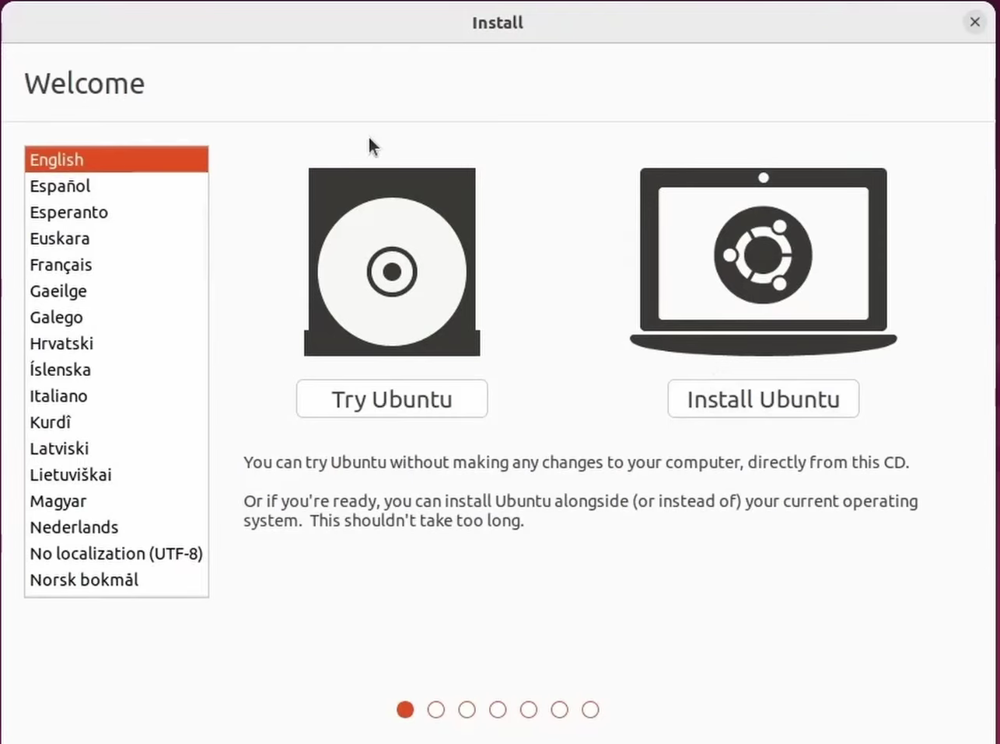 Install
Welcome
English
Español
Esperanto
Euskara
Français
Gaeilge
Galego
Hrvatski
Íslenska
Italiano
Kurdî
Latviski
Lietuviškai
Magyar
Nederlands
No localization (UTF-8)
Norsk bokmål
Try Ubuntu
Install Ubuntu
You can try Ubuntu without making any changes to your computer, directly from this CD.
Or if you're ready, you can install Ubuntu alongside (or instead of) your current operating
system.  This shouldn't take too long.